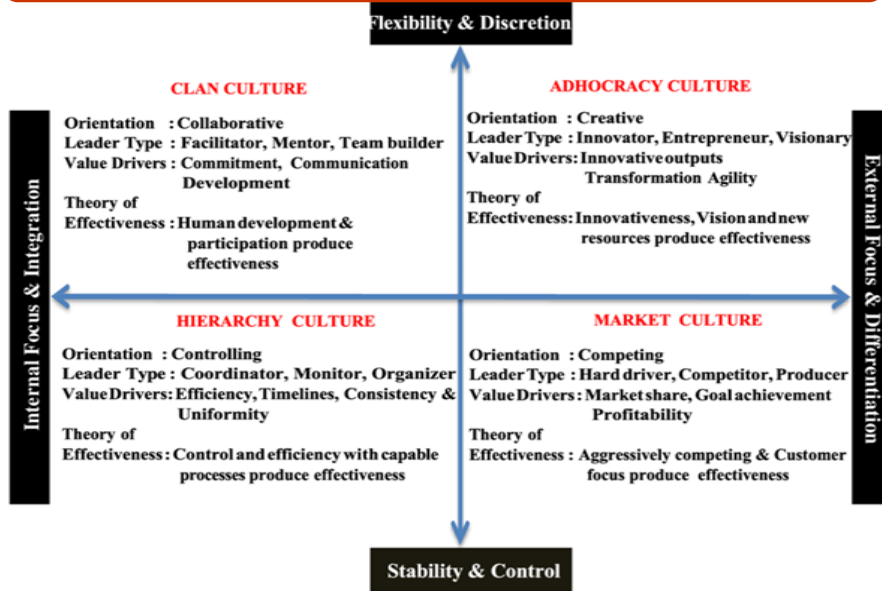 Flexibility & Discretion
CLAN CULTURE
Orientation : Collaborative
Leader Type : Facilitator, Mentor, Team builder
Value Drivers : Commitment, Communication
Development
Theory of
Effectiveness : Human development &
participation produce
effectiveness
ADHOCRACY CULTURE
Orientation : Creative
Leader Type : Innovator, Entrepreneur, Visionary
Value Drivers: Innovative outputs
Transformation Agility
Theory of
Effectiveness: Innovativeness, Vision and new
resources produce effectiveness
Internal Focus & Integration
External Focus & Differentiation
HIERARCHY CULTURE
Orientation : Controlling
Leader Type : Coordinator, Monitor, Organizer
Value Drivers: Efficiency, Timelines, Consistency &
Uniformity
Theory of
Effectiveness : Control and efficiency with capable
processes produce effectiveness
MARKET CULTURE
Orientation : Competing
Leader Type : Hard driver, Competitor, Producer
Value Drivers : Market share, Goal achievement
Profitability
Theory of
Effectiveness : Aggressively competing & Customer
focus produce effectiveness
Stability & Control